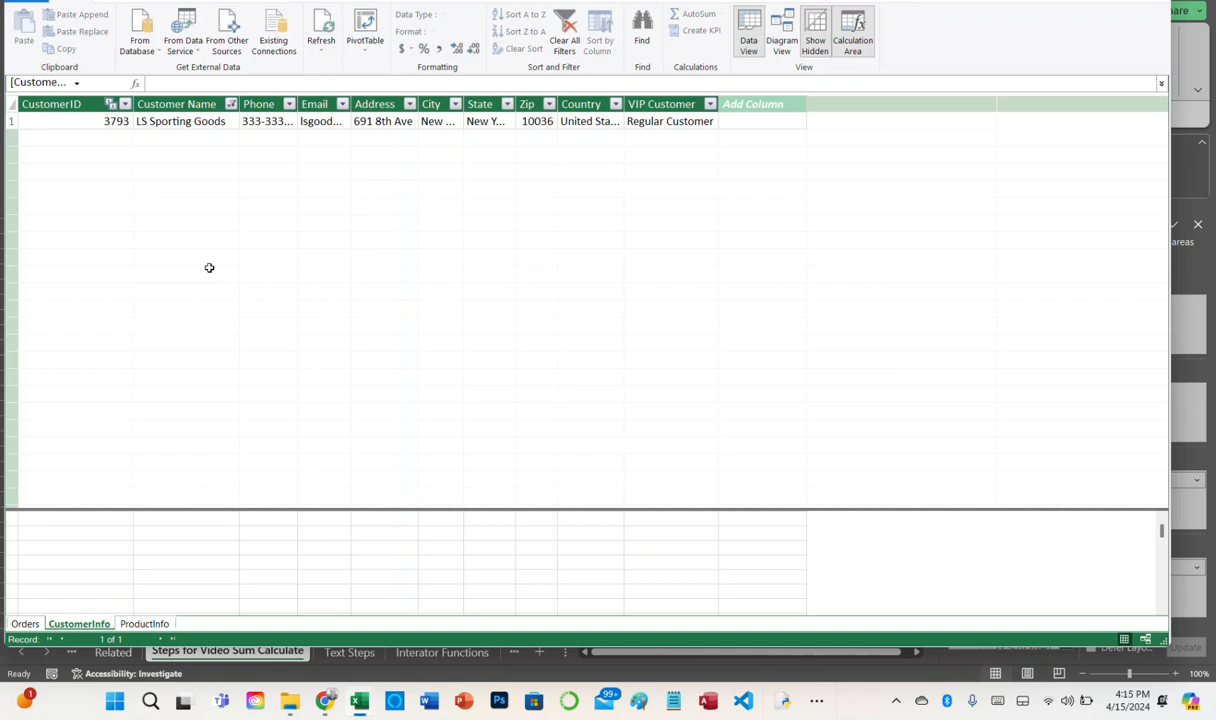 Paste
Paste Append
Paste Replace
Copy
Clipboard
From Database
From Data Service
From Other Sources
Existing Connections
Get External Data
Refresh
PivotTable
Data Type :
Format :
$ % ,
Formatting
Sort A to Z
Sort Z to A
Clear Sort
Clear All Filters
Sort by Column
Sort and Filter
Find
Find
AutoSum
Create KPI
Calculations
Data View
Diagram View
Show Hidden
Calculation Area
View
[Custome... fx
CustomerID Customer Name Phone Email Address City State Zip Country VIP Customer Add Column
1 3793 LS Sporting Goods 333-333... lsgood... 691 8th Ave New ... New Y... 10036 United Sta... Regular Customer
areas
Orders CustomerInfo ProductInfo
Record: 1 of 1
Related Steps for Video Sum Calculate Text Steps Interator Functions ...
Update
Ready Accessibility: Investigate 100%
1
99+
4:15 PM
4/15/2024
PRE